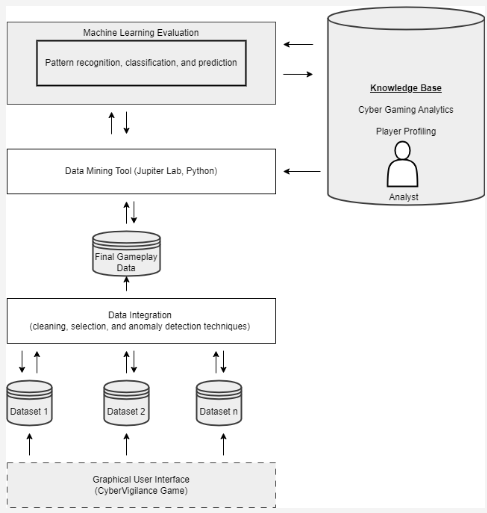 Machine Learning Evaluation
Pattern recognition, classification, and prediction
Knowledge Base
Cyber Gaming Analytics
Player Profiling
Analyst
Data Mining Tool (Jupiter Lab, Python)
Final Gameplay
Data
Data Integration
(cleaning, selection, and anomaly detection techniques)
Dataset 1
Dataset 2
Dataset n
Graphical User Interface
(CyberVigilance Game)